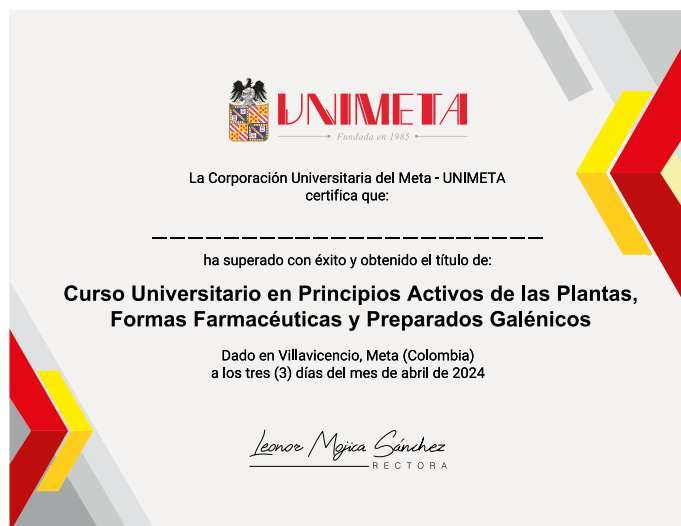 UNIMETA
Fundada en 1985
La Corporación Universitaria del Meta - UNIMETA
certifica que:
ha superado con éxito y obtenido el título de:
Curso Universitario en Principios Activos de las Plantas,
Formas Farmacéuticas y Preparados Galénicos
Dado en Villavicencio, Meta (Colombia)
a los tres (3) días del mes de abril de 2024
Leonor Mojica Sánchez
RECTORA